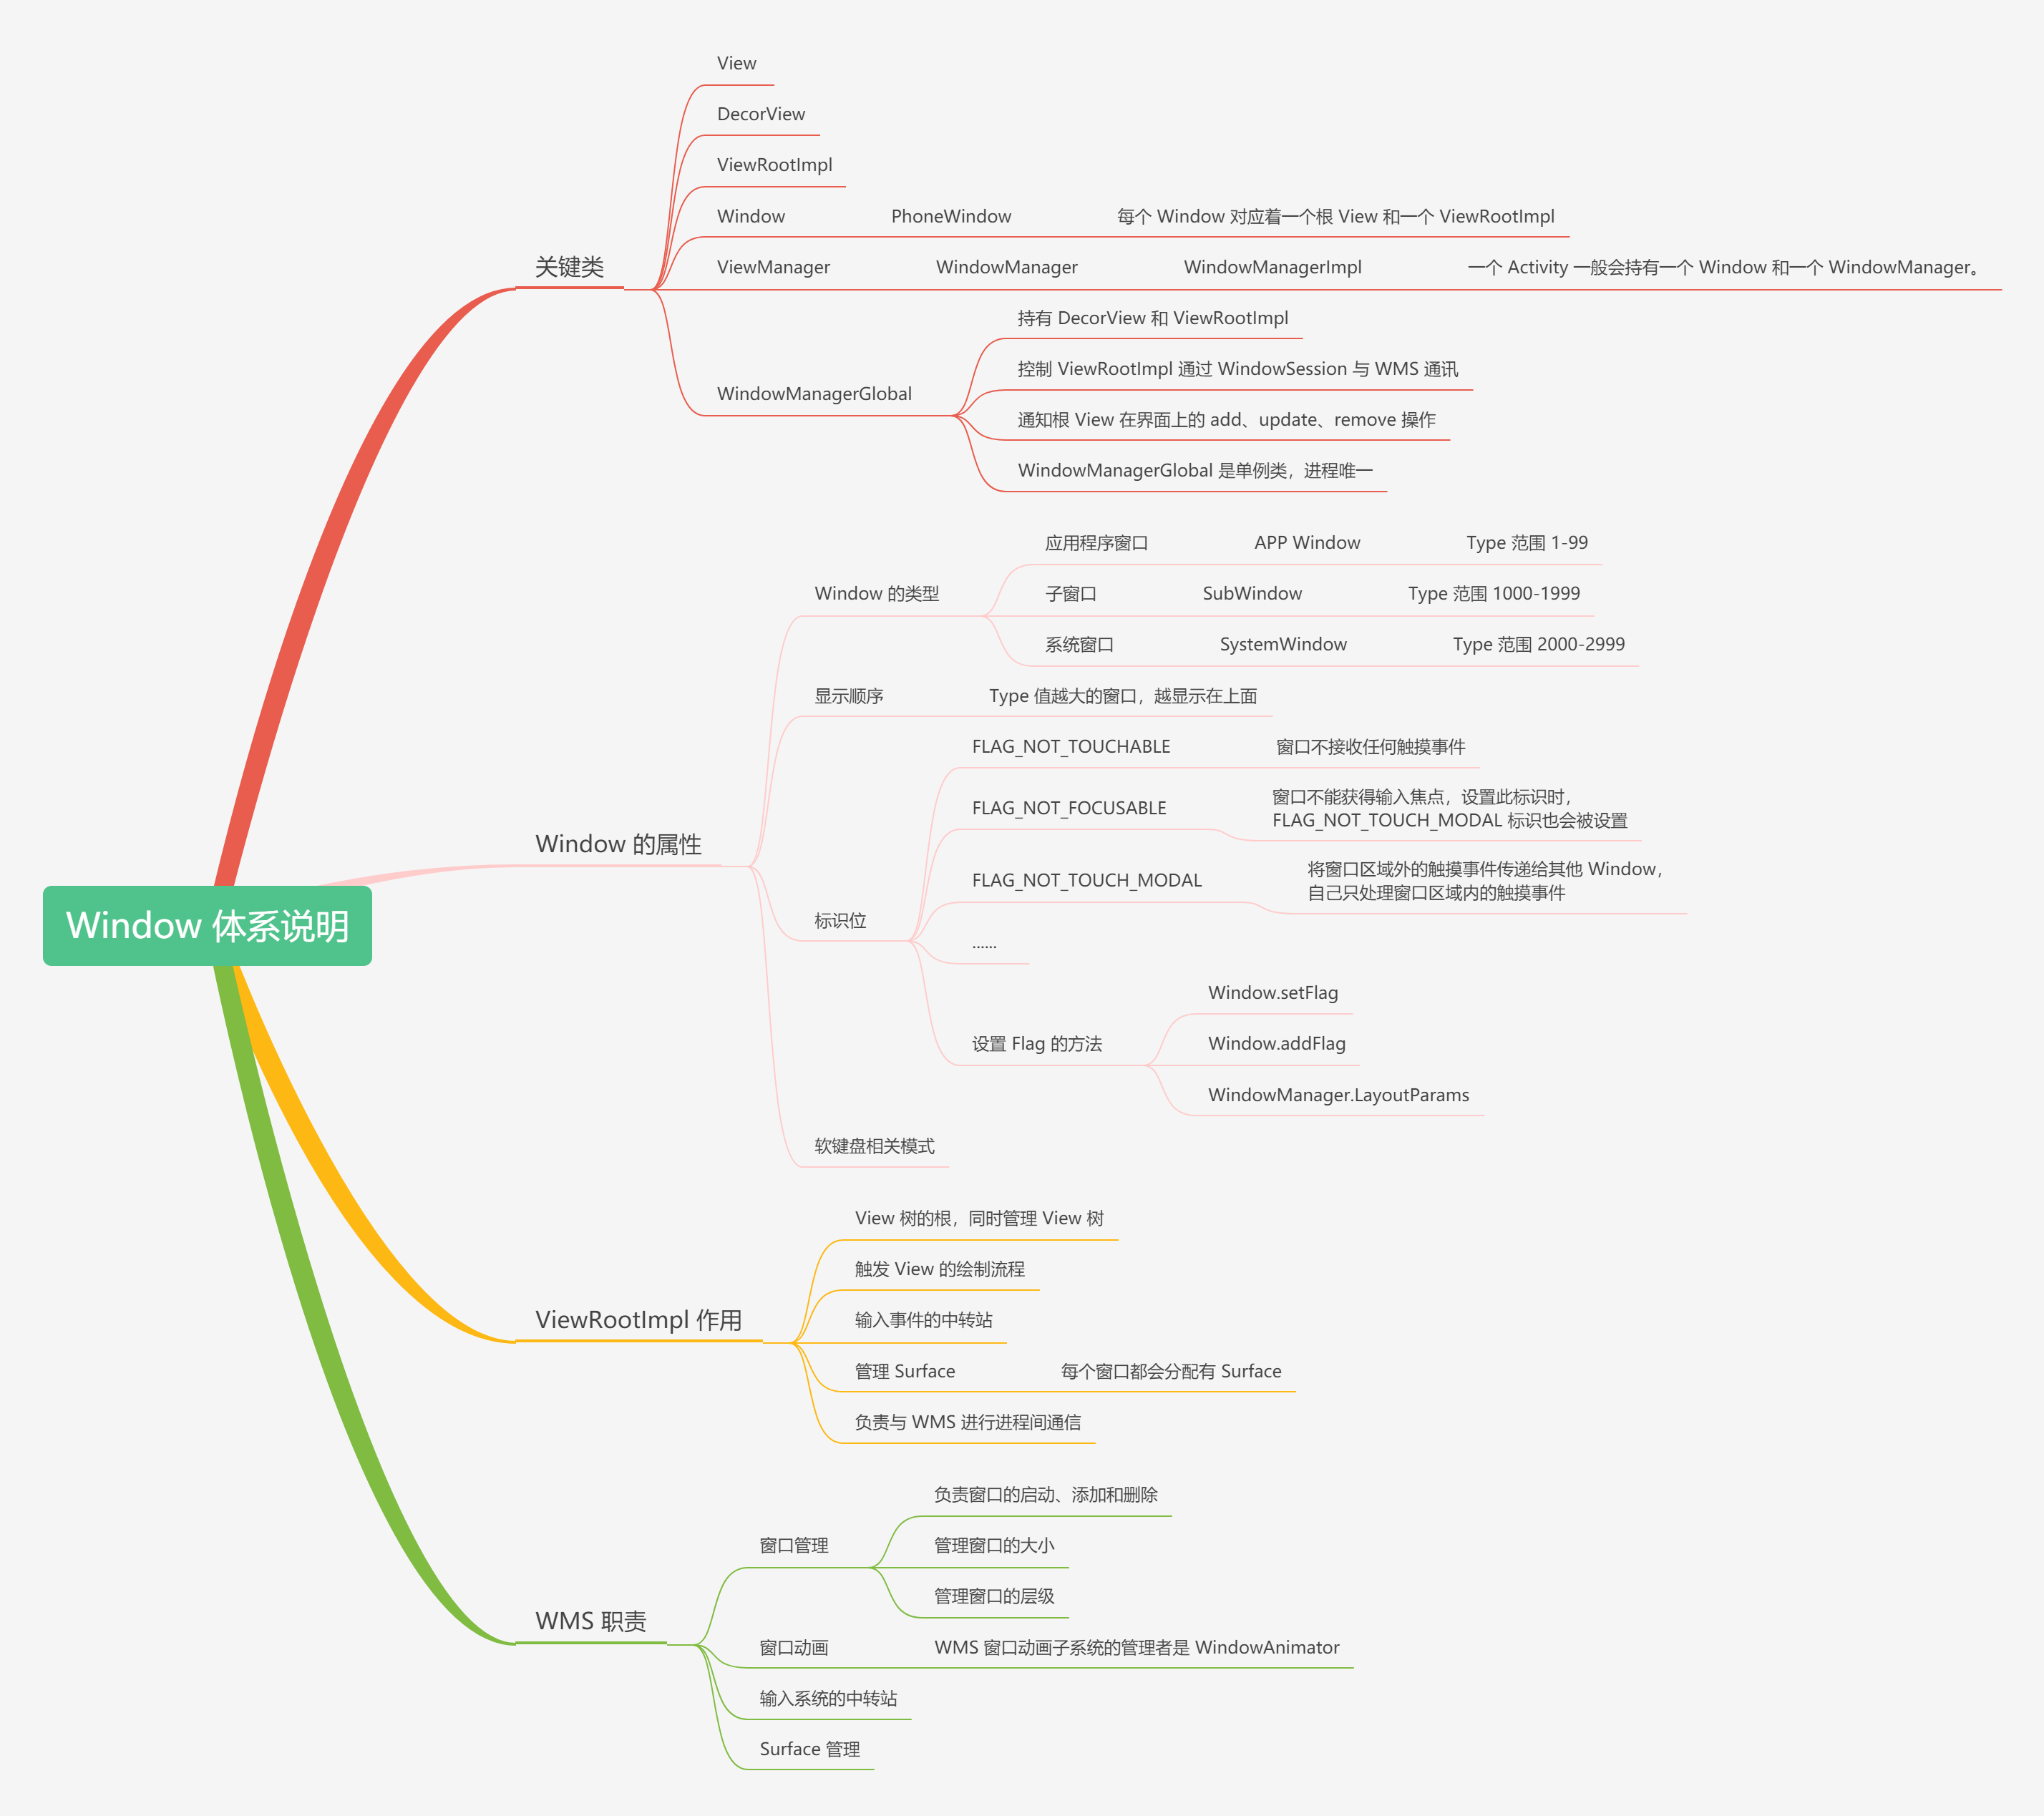 Window 体系说明
关键类
View
DecorView
ViewRootImpl
Window
PhoneWindow
每个 Window 对应着一个根 View 和一个 ViewRootImpl
ViewManager
WindowManager
WindowManagerImpl
一个 Activity 一般会持有一个 Window 和一个 WindowManager。
WindowManagerGlobal
持有 DecorView 和 ViewRootImpl
控制 ViewRootImpl 通过 WindowSession 与 WMS 通讯
通知根 View 在界面上的 add、update、remove 操作
WindowManagerGlobal 是单例类，进程唯一
Window 的属性
Window 的类型
应用程序窗口
APP Window
Type 范围 1-99
子窗口
SubWindow
Type 范围 1000-1999
系统窗口
SystemWindow
Type 范围 2000-2999
显示顺序
Type 值越大的窗口，越显示在上面
标识位
FLAG_NOT_TOUCHABLE
窗口不接收任何触摸事件
FLAG_NOT_FOCUSABLE
窗口不能获得输入焦点，设置此标识时，
FLAG_NOT_TOUCH_MODAL 标识也会被设置
FLAG_NOT_TOUCH_MODAL
将窗口区域外的触摸事件传递给其他 Window，
自己只处理窗口区域内的触摸事件
......
设置 Flag 的方法
Window.setFlag
Window.addFlag
WindowManager.LayoutParams
软键盘相关模式
ViewRootImpl 作用
View 树的根，同时管理 View 树
触发 View 的绘制流程
输入事件的中转站
管理 Surface
每个窗口都会分配有 Surface
负责与 WMS 进行进程间通信
WMS 职责
窗口管理
负责窗口的启动、添加和删除
管理窗口的大小
管理窗口的层级
窗口动画
WMS 窗口动画子系统的管理者是 WindowAnimator
输入系统的中转站
Surface 管理